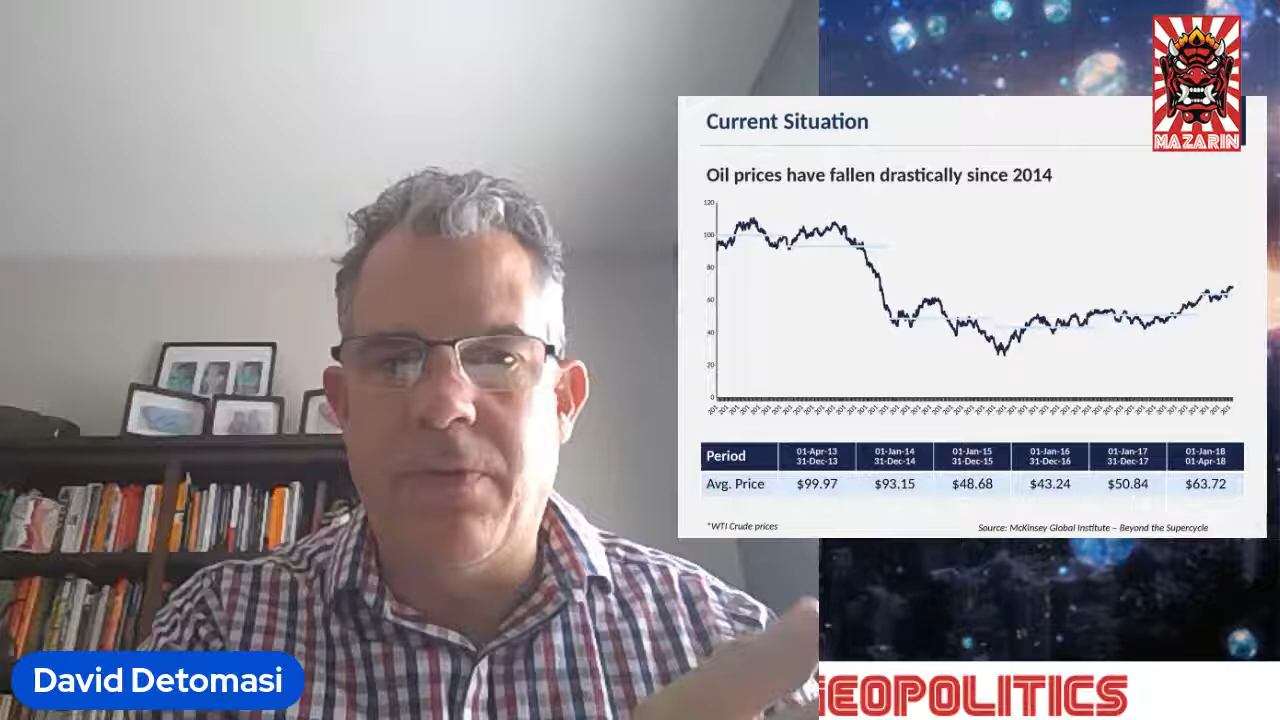 MAZARIN
Current Situation
Oil prices have fallen drastically since 2014
120
100
80
60
40
20
0
Period 01-Apr-13 31-Dec-13 01-Jan-14 31-Dec-14 01-Jan-15 31-Dec-15 01-Jan-16 31-Dec-16 01-Jan-17 31-Dec-17 01-Jan-18 01-Apr-18
Avg. Price $99.97 $93.15 $48.68 $43.24 $50.84 $63.72
*WTI Crude prices Source: McKinsey Global Institute – Beyond the Supercycle
David Detomasi
GEOPOLITICS